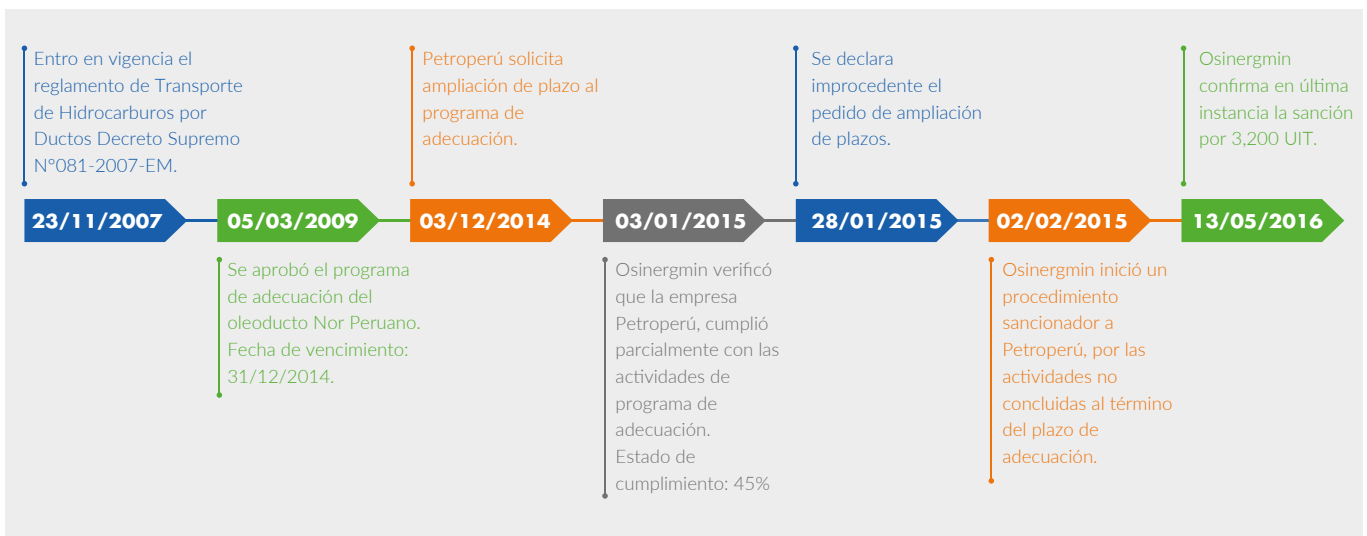 Entro en vigencia el
reglamento de Transporte
de Hidrocarburos por
Ductos Decreto Supremo
N°081-2007-EM.
Petroperú solicita
ampliación de plazo al
programa de
adecuación.
Se declara
improcedente el
pedido de ampliación
de plazos.
Osinergmin
confirma en última
instancia la sanción
por 3,200 UIT.
23/11/2007
05/03/2009
03/12/2014
03/01/2015
28/01/2015
02/02/2015
13/05/2016
Se aprobó el programa
de adecuación del
oleoducto Nor Peruano.
Fecha de vencimiento:
31/12/2014.
Osinergmin verificó
que la empresa
Petroperú, cumplió
parcialmente con las
actividades de
programa de
adecuación.
Estado de
cumplimiento: 45%
Osinergmin inició un
procedimiento
sancionador a
Petroperú, por las
actividades no
concluidas al término
del plazo de
adecuación.